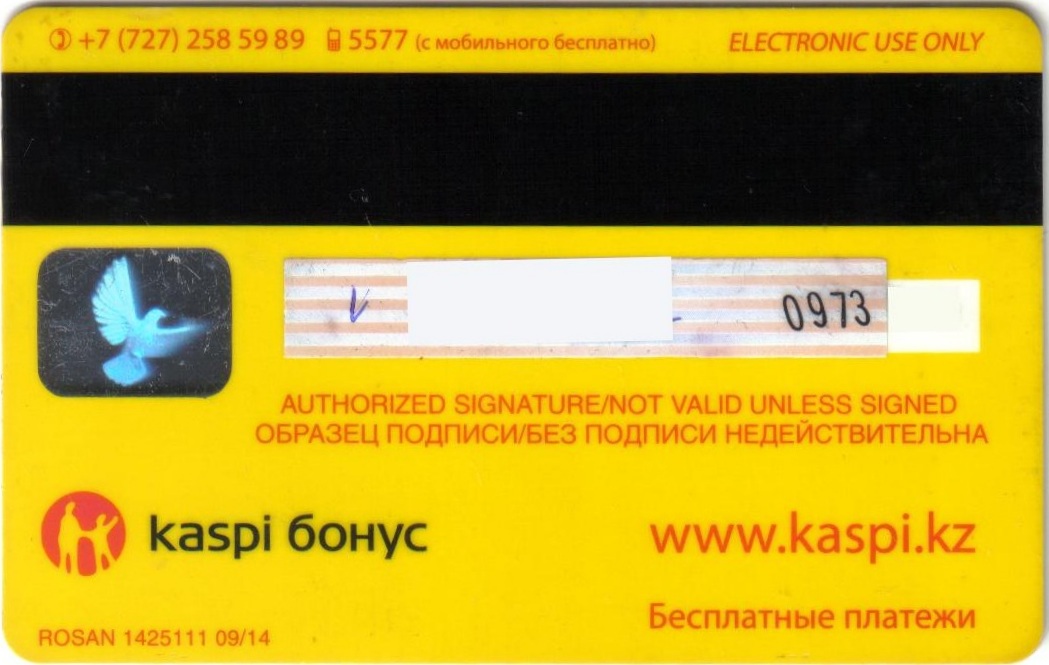 +7 (727) 258 59 89 5577 (с мобильного бесплатно) ELECTRONIC USE ONLY
0973
AUTHORIZED SIGNATURE/NOT VALID UNLESS SIGNED
ОБРАЗЕЦ ПОДПИСИ/БЕЗ ПОДПИСИ НЕДЕЙСТВИТЕЛЬНА
kaspi бонус www.kaspi.kz
Бесплатные платежи
ROSAN 1425111 09/14